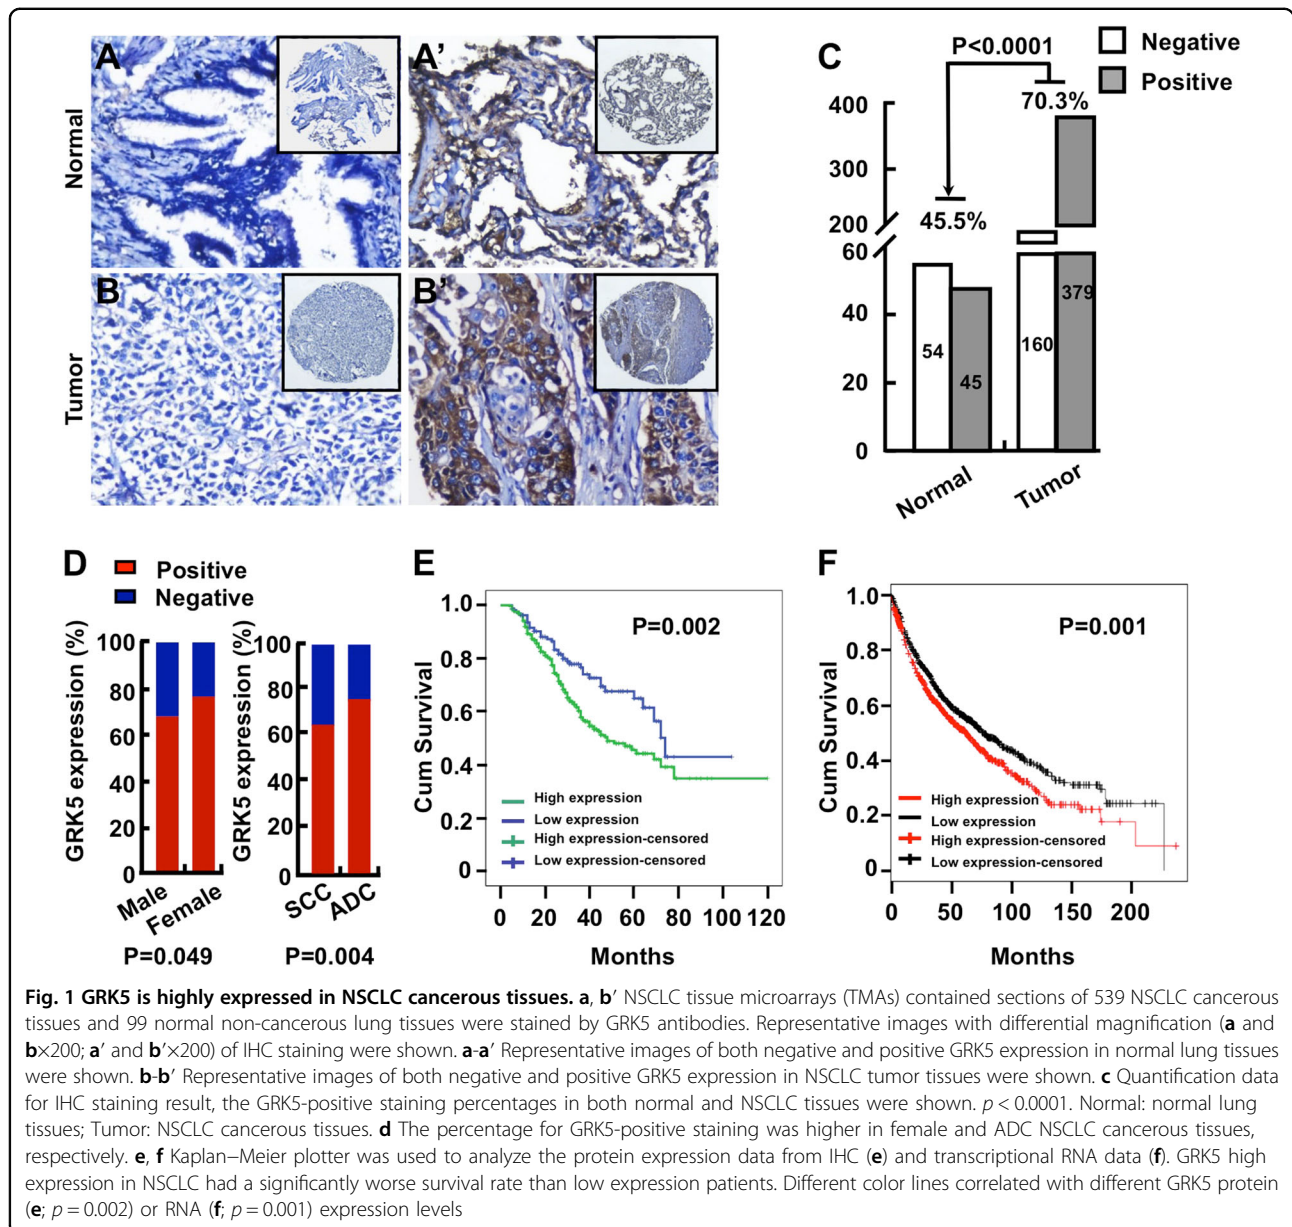 A
A'
Normal
B
B'
Tumor
C
Negative
Positive
P<0.0001
70.3%
45.5%
400
300
200
60
40
20
0
54
45
160
379
Normal
Tumor
D
Positive
Negative
GRK5 expression (%)
100
80
60
40
20
0
Male
Female
P=0.049
GRK5 expression (%)
100
80
60
40
20
0
SCC
ADC
P=0.004
E
P=0.002
Cum Survival
1.0
0.8
0.6
0.4
0.2
0
High expression
Low expression
High expression-censored
Low expression-censored
0 20 40 60 80 100 120
Months
F
P=0.001
Cum Survival
1.0
0.8
0.6
0.4
0.2
0
High expression
Low expression
High expression-censored
Low expression-censored
0 50 100 150 200
Months
Fig. 1 GRK5 is highly expressed in NSCLC cancerous tissues. a, b′ NSCLC tissue microarrays (TMAs) contained sections of 539 NSCLC cancerous
tissues and 99 normal non-cancerous lung tissues were stained by GRK5 antibodies. Representative images with differential magnification (a and
b×200; a′ and b′×200) of IHC staining were shown. a-a′ Representative images of both negative and positive GRK5 expression in normal lung tissues
were shown. b-b′ Representative images of both negative and positive GRK5 expression in NSCLC tumor tissues were shown. c Quantification data
for IHC staining result, the GRK5-positive staining percentages in both normal and NSCLC tissues were shown. p < 0.0001. Normal: normal lung
tissues; Tumor: NSCLC cancerous tissues. d The percentage for GRK5-positive staining was higher in female and ADC NSCLC cancerous tissues,
respectively. e, f Kaplan–Meier plotter was used to analyze the protein expression data from IHC (e) and transcriptional RNA data (f). GRK5 high
expression in NSCLC had a significantly worse survival rate than low expression patients. Different color lines correlated with different GRK5 protein
(e; p = 0.002) or RNA (f; p = 0.001) expression levels